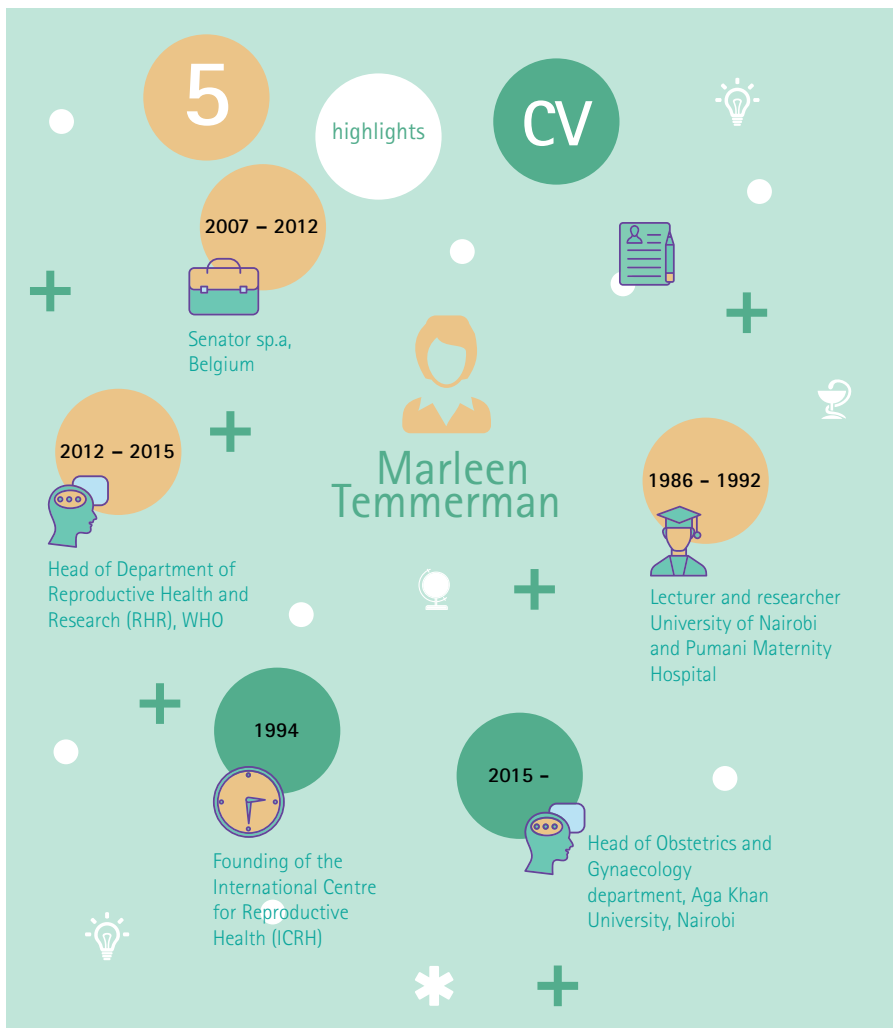 5
highlights
CV
2007 – 2012
Senator sp.a,
Belgium
Marleen
Temmerman
2012 – 2015
Head of Department of
Reproductive Health and
Research (RHR), WHO
1986 - 1992
Lecturer and researcher
University of Nairobi
and Pumani Maternity
Hospital
1994
Founding of the
International Centre
for Reproductive
Health (ICRH)
2015 -
Head of Obstetrics and
Gynaecology
department, Aga Khan
University, Nairobi